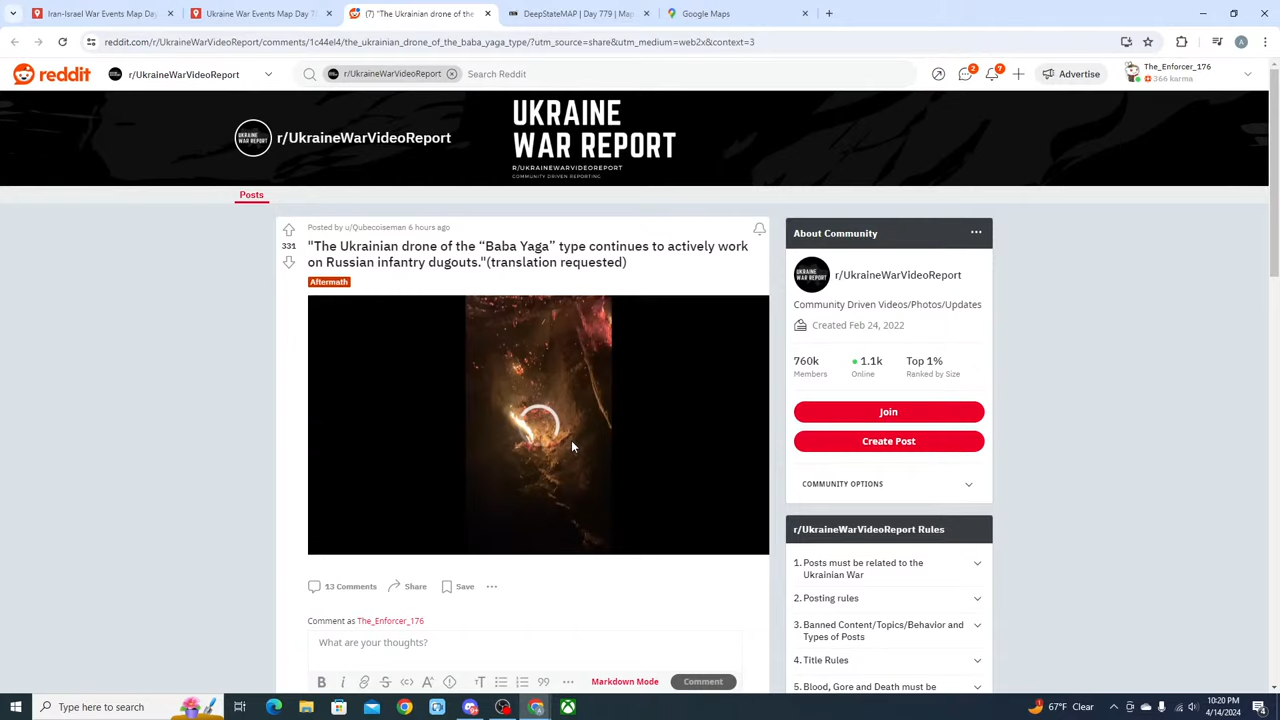 Iran-Israel War Events Map Day
Ukraine War Events Map Day 7
(7) "The Ukrainian drone of the
DeepStateMAP | Day 779 | Map
Google Maps
reddit.com/r/UkraineWarVideoReport/comments/1c44el4/the_ukrainian_drone_of_the_baba_yaga_type/?utm_source=share&utm_medium=web2x&context=3
reddit
r/UkraineWarVideoReport
r/UkraineWarVideoReport
Search Reddit
2
7
Advertise
The_Enforcer_176
366 karma
UKRAINE
WAR REPORT
R/UKRAINEWARVIDEOREPORT
COMMUNITY DRIVEN REPORTING
r/UkraineWarVideoReport
Posts
Posted by u/Qubecoiseman 6 hours ago
331
"The Ukrainian drone of the “Baba Yaga” type continues to actively work
on Russian infantry dugouts."(translation requested)
Aftermath
13 Comments
Share
Save
Comment as The_Enforcer_176
What are your thoughts?
Markdown Mode
Comment
About Community
r/UkraineWarVideoReport
Community Driven Videos/Photos/Updates
Created Feb 24, 2022
760k 1.1k Top 1%
Members Online Ranked by Size
Join
Create Post
COMMUNITY OPTIONS
r/UkraineWarVideoReport Rules
1. Posts must be related to the
Ukrainian War
2. Posting rules
3. Banned Content/Topics/Behavior and
Types of Posts
4. Title Rules
5. Blood, Gore and Death must be
Type here to search
67°F Clear
10:20 PM
4/14/2024